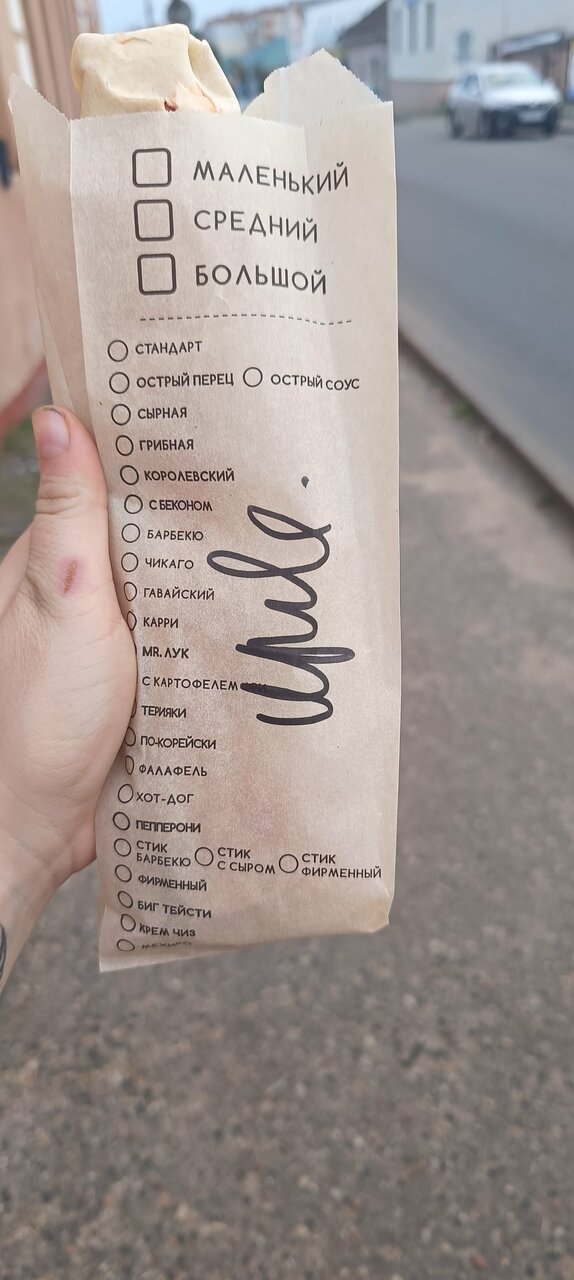 МАЛЕНЬКИЙ
СРЕДНИЙ
БОЛЬШОЙ
СТАНДАРТ
ОСТРЫЙ ПЕРЕЦ ОСТРЫЙ СОУС
СЫРНАЯ
ГРИБНАЯ
КОРОЛЕВСКИЙ
С БЕКОНОМ
БАРБЕКЮ
ЧИКАГО
ГАВАЙСКИЙ
КАРРИ
MR. ЛУК
С КАРТОФЕЛЕМ
ТЕРИЯКИ
ПО-КОРЕЙСКИ
ФАЛАФЕЛЬ
ХОТ-ДОГ
ПЕППЕРОНИ
СТИК БАРБЕКЮ СТИК С СЫРОМ СТИК ФИРМЕННЫЙ
ФИРМЕННЫЙ
БИГ ТЕЙСТИ
КРЕМ ЧИЗ